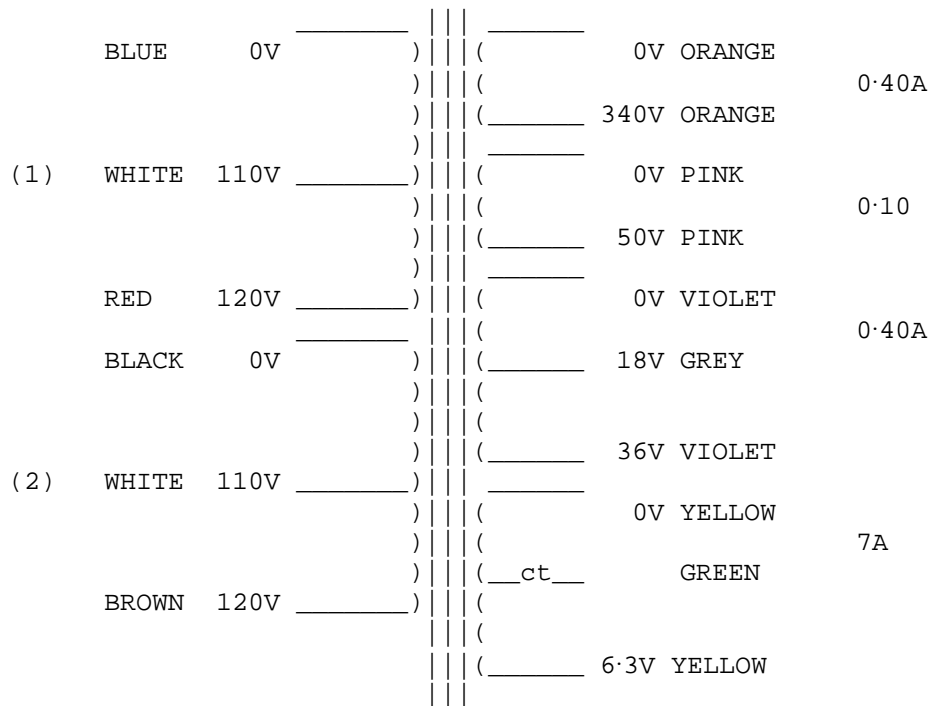 BLUE 0V 0V ORANGE
0·40A
340V ORANGE
(1) WHITE 110V 0V PINK
0·10
50V PINK
RED 120V 0V VIOLET
0·40A
BLACK 0V 18V GREY
36V VIOLET
(2) WHITE 110V
0V YELLOW
7A
ct GREEN
BROWN 120V
6·3V YELLOW